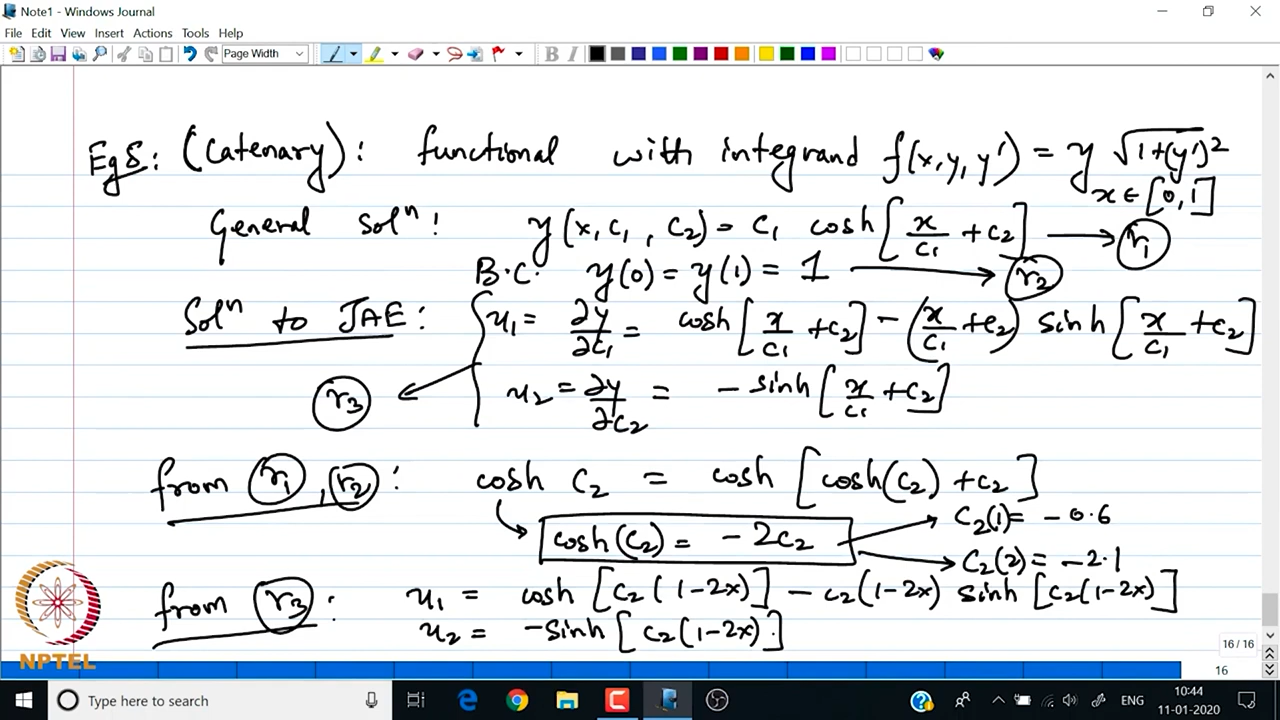 Note1 - Windows Journal
File Edit View Insert Actions Tools Help
Page Width
Eg 8: (Catenary): functional with integrand f(x,y,y') = y √1+(y')²
x ∈ [0,1]
General Solⁿ: y(x, c₁, c₂) = c₁ cosh[x/c₁ + c₂] → (r₁)
B.C: y(0) = y(1) = 1 → (r₂)
Solⁿ to JAE: { u₁ = ∂y/∂c₁ = cosh[x/c₁ + c₂] - (x/c₁ + c₂) sinh[x/c₁ + c₂]
(r₃) ← u₂ = ∂y/∂c₂ = - sinh[x/c₁ + c₂]
from (r₁), (r₂): cosh c₂ = cosh[cosh(c₂) + c₂]
cosh(c₂) = - 2c₂
c₂(1) = -0.6
c₂(2) = -2.1
from (r₃): u₁ = cosh[c₂(1-2x)] - c₂(1-2x) sinh[c₂(1-2x)]
u₂ = -sinh[c₂(1-2x)]
NPTEL
16 / 16
16
Type here to search
ENG
10:44
11-01-2020